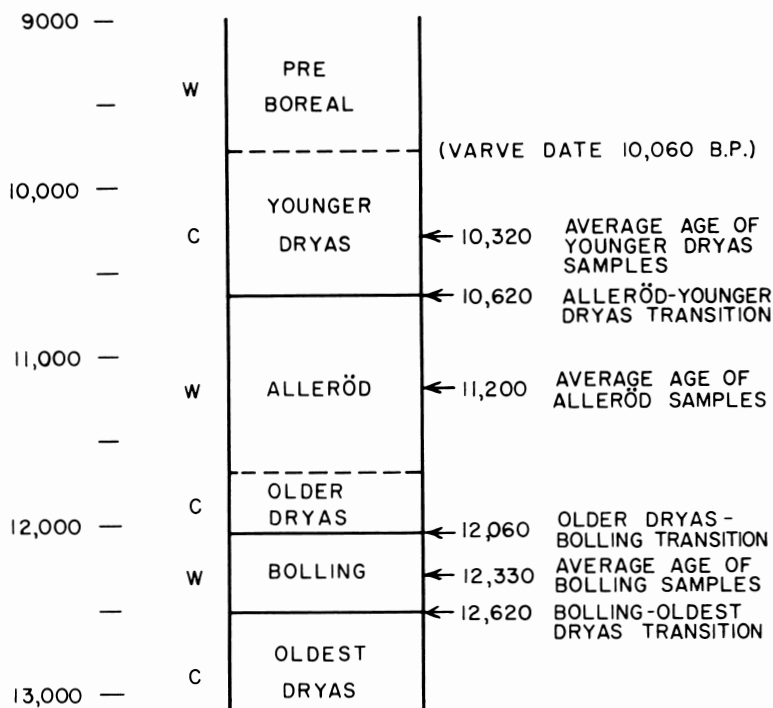 9000
W
PRE
BOREAL
(VARVE DATE 10,060 B.P.)
10,000
C
YOUNGER
DRYAS
10,320
AVERAGE AGE OF
YOUNGER DRYAS
SAMPLES
10,620
ALLERÖD-YOUNGER
DRYAS TRANSITION
11,000
W
ALLERÖD
11,200
AVERAGE AGE OF
ALLERÖD SAMPLES
C
OLDER
DRYAS
12,000
12,060
OLDER DRYAS-
BOLLING TRANSITION
W
BOLLING
12,330
AVERAGE AGE OF
BOLLING SAMPLES
12,620
BOLLING-OLDEST
DRYAS TRANSITION
C
OLDEST
DRYAS
13,000